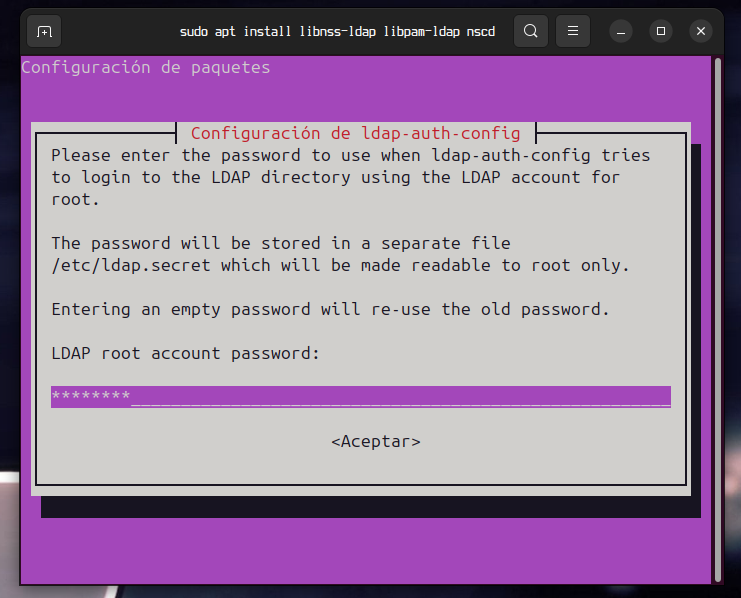 sudo apt install libnss-ldap libpam-ldap nscd
Configuración de paquetes
Configuración de ldap-auth-config
Please enter the password to use when ldap-auth-config tries
to login to the LDAP directory using the LDAP account for
root.
The password will be stored in a separate file
/etc/ldap.secret which will be made readable to root only.
Entering an empty password will re-use the old password.
LDAP root account password:
********_______________________________________________________
<Aceptar>